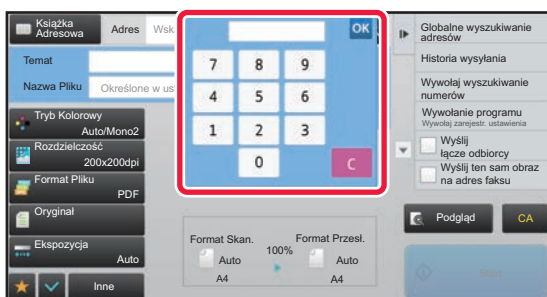 Książka
Adresowa
Adres
Wsk
OK
Globalne wyszukiwanie
adresów
Temat
Historia wysyłania
7 8 9
Nazwa Pliku
Określone w us
Wywołaj wyszukiwanie
numerów
4 5 6
Tryb Kolorowy
Auto/Mono2
Wywołanie programu
Wywołaj zarejestr. ustawienia
1 2 3
Rozdzielczość
200x200dpi
Wyślij
łącze odbiorcy
0 C
Wyślij ten sam obraz
na adres faksu
Format Pliku
PDF
Oryginał
Podgląd
CA
Ekspozycja
Auto
Format Skan.
100%
Format Przesł.
Auto
Auto
A4
A4
Inne
Start